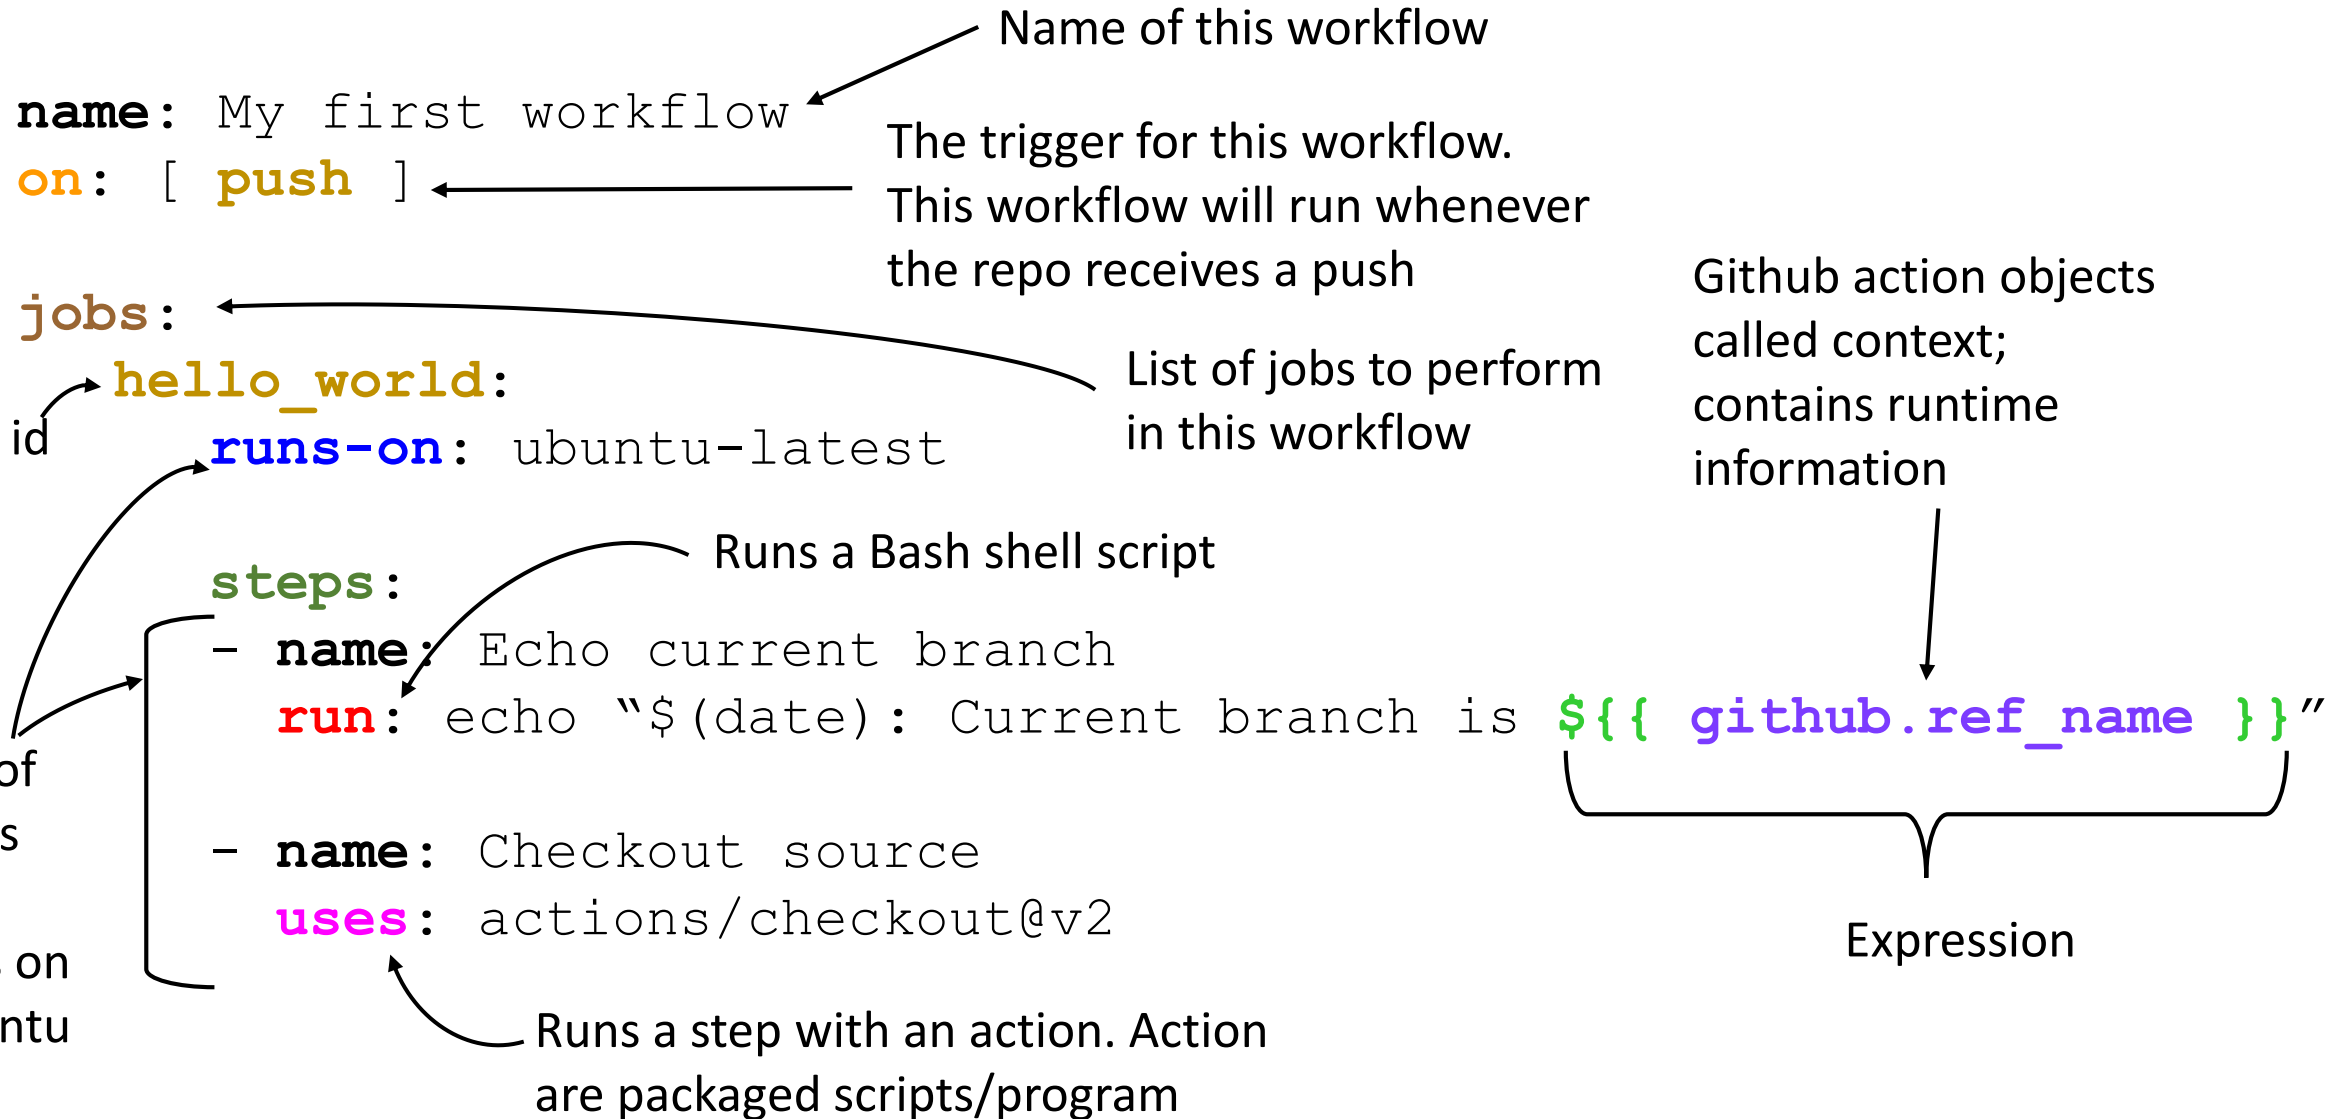 Name of this workflow
name: My first workflow
on: [ push ]
The trigger for this workflow.
This workflow will run whenever
the repo receives a push
jobs:
hello_world:
id
runs-on: ubuntu-latest
List of jobs to perform
in this workflow
Github action objects
called context;
contains runtime
information
Runs a Bash shell script
steps:
- name: Echo current branch
run: echo “$(date): Current branch is ${{ github.ref_name }}”
of
s
- name: Checkout source
uses: actions/checkout@v2
on
ntu
Expression
Runs a step with an action. Action
are packaged scripts/program